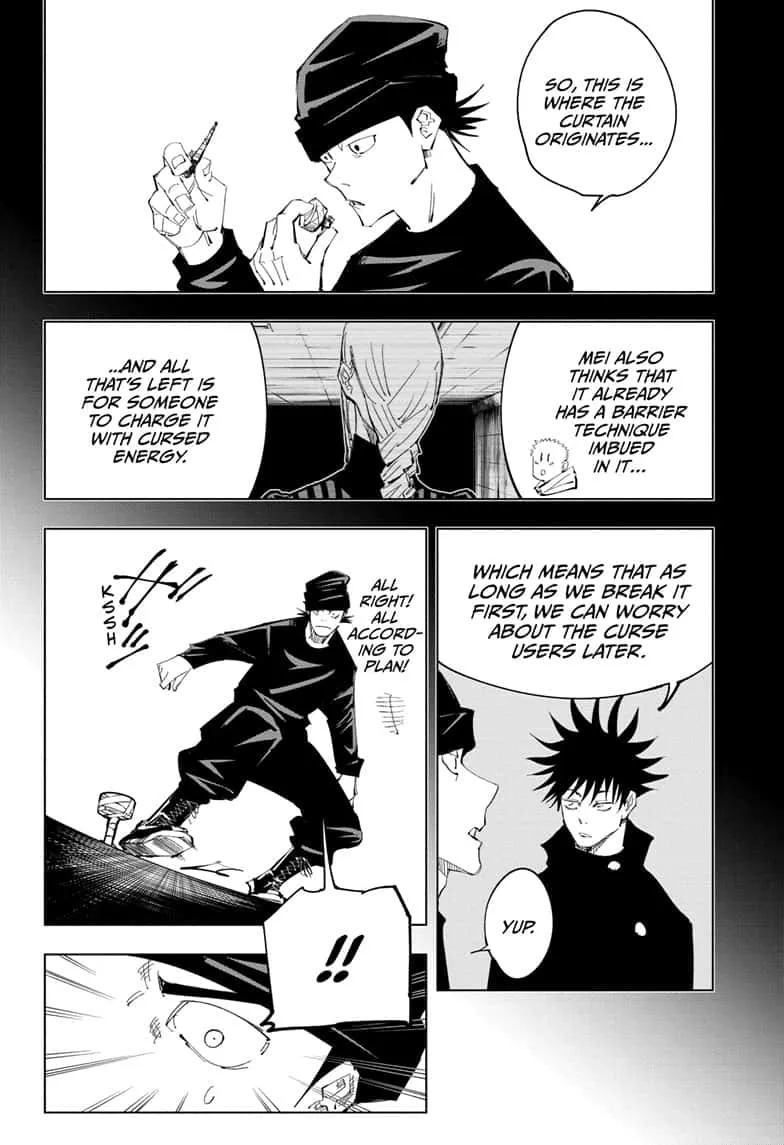 SO, THIS IS
WHERE THE
CURTAIN
ORIGINATES...
MEI ALSO
THINKS THAT
IT ALREADY
HAS A BARRIER
TECHNIQUE
IMBUED
IN IT...
...AND ALL
THAT'S LEFT IS
FOR SOMEONE
TO CHARGE IT
WITH CURSED
ENERGY.
WHICH MEANS THAT AS
LONG AS WE BREAK IT
FIRST, WE CAN WORRY
ABOUT THE CURSE
USERS LATER.
YUP.
ALL
RIGHT!
ALL
ACCORD-
ING TO
PLAN!
KSSH
!!